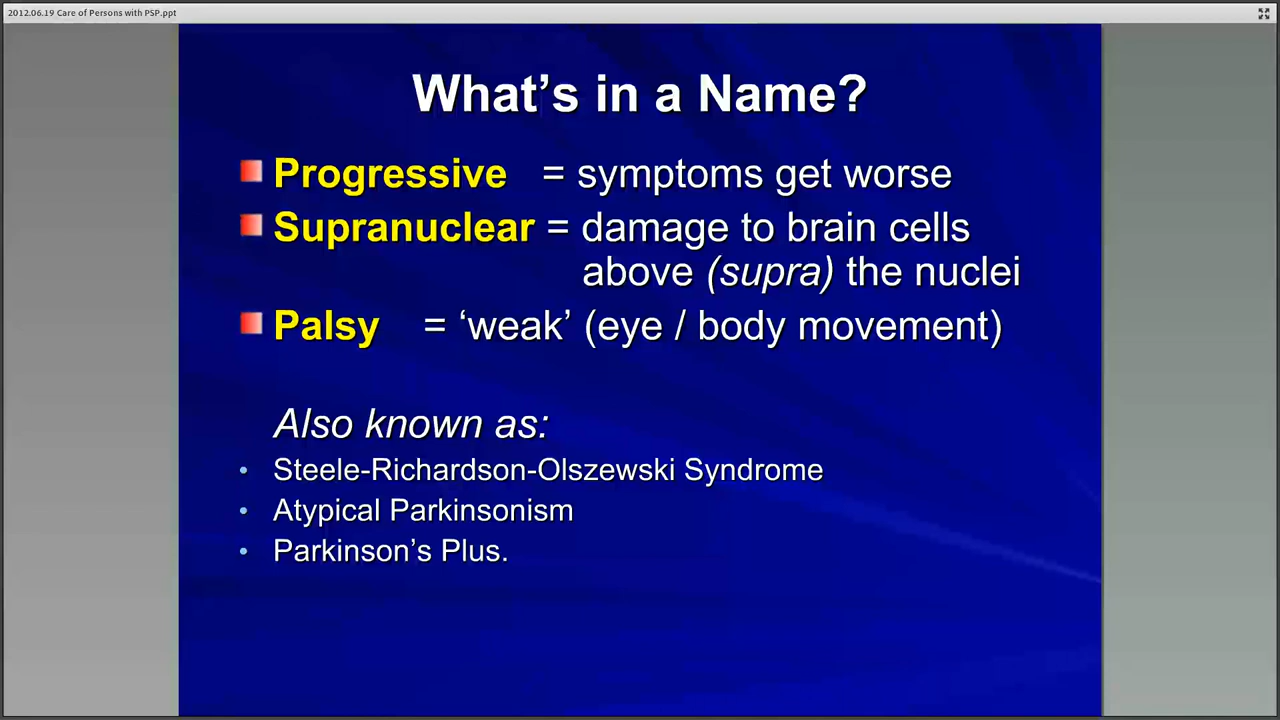 2012.06.19 Care of Persons with PSP.ppt
What’s in a Name?
Progressive = symptoms get worse
Supranuclear = damage to brain cells
above (supra) the nuclei
Palsy = ‘weak’ (eye / body movement)
Also known as:
• Steele-Richardson-Olszewski Syndrome
• Atypical Parkinsonism
• Parkinson’s Plus.